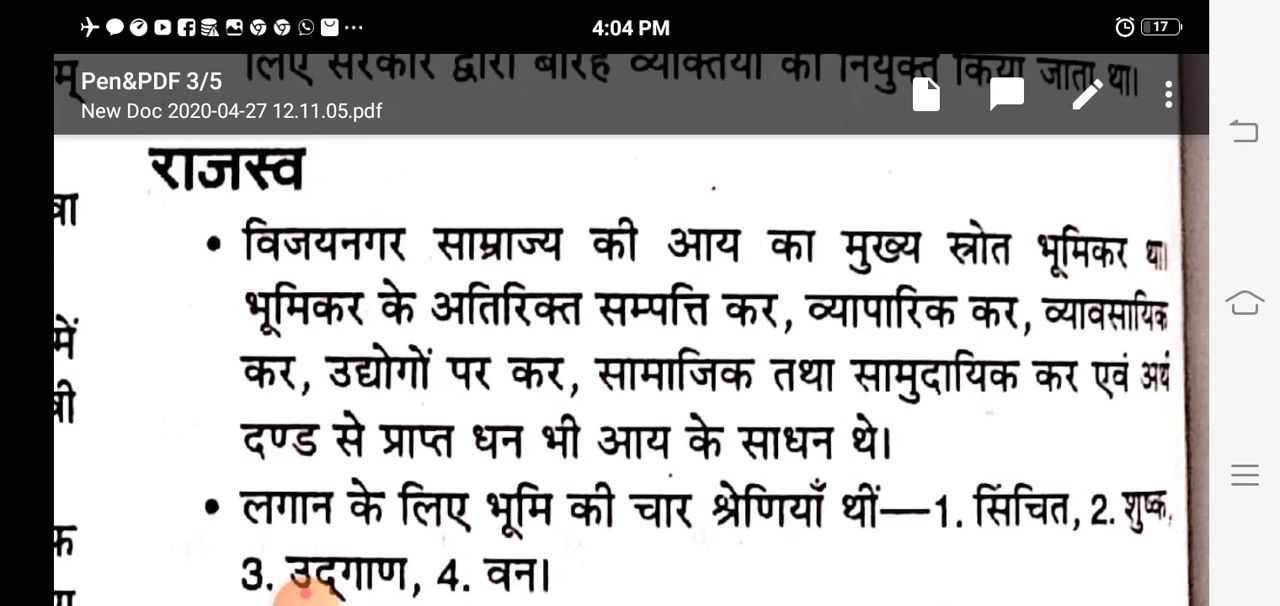 4:04 PM
17
लिए सरकार द्वारा बारह व्यक्तियों को नियुक्त किया जाता था।
Pen&PDF 3/5
New Doc 2020-04-27 12.11.05.pdf
राजस्व
• विजयनगर साम्राज्य की आय का मुख्य स्त्रोत भूमिकर था।
भूमिकर के अतिरिक्त सम्पत्ति कर, व्यापारिक कर, व्यावसायिक
कर, उद्योगों पर कर, सामाजिक तथा सामुदायिक कर एवं अर्थ
दण्ड से प्राप्त धन भी आय के साधन थे।
• लगान के लिए भूमि की चार श्रेणियाँ थीं—1. सिंचित, 2. शुष्क,
3. उद्गाण, 4. वन।